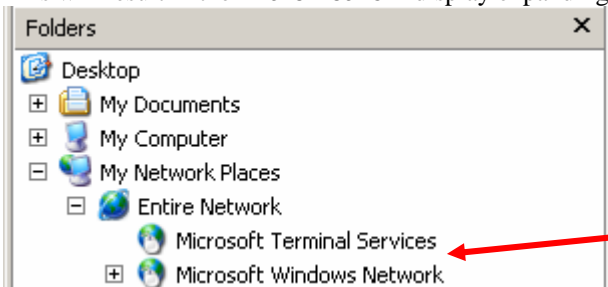 Folders
Desktop
My Documents
My Computer
My Network Places
Entire Network
Microsoft Terminal Services
Microsoft Windows Network